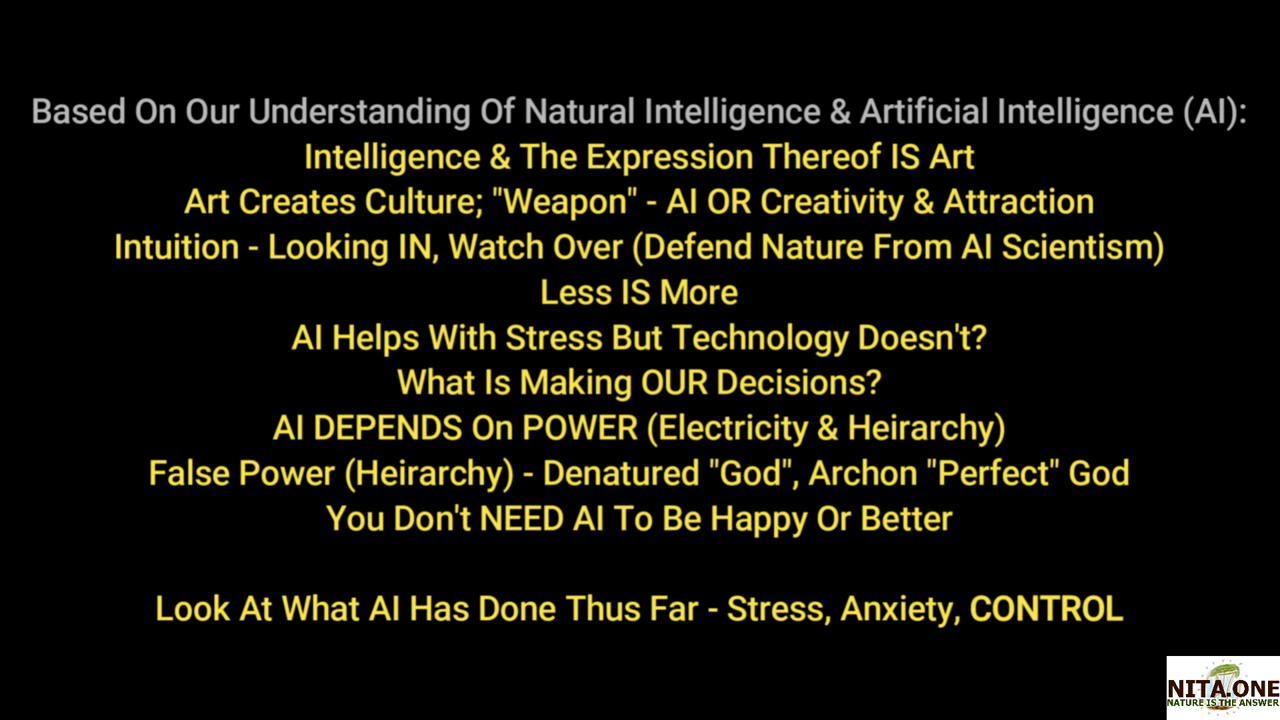 Based On Our Understanding Of Natural Intelligence & Artificial Intelligence (AI):
Intelligence & The Expression Thereof IS Art
Art Creates Culture; "Weapon" - AI OR Creativity & Attraction
Intuition - Looking IN, Watch Over (Defend Nature From AI Scientism)
Less IS More
AI Helps With Stress But Technology Doesn't?
What Is Making OUR Decisions?
AI DEPENDS On POWER (Electricity & Heirarchy)
False Power (Heirarchy) - Denatured "God", Archon "Perfect" God
You Don't NEED AI To Be Happy Or Better
Look At What AI Has Done Thus Far - Stress, Anxiety, CONTROL
NITA.ONE
NATURE IS THE ANSWER